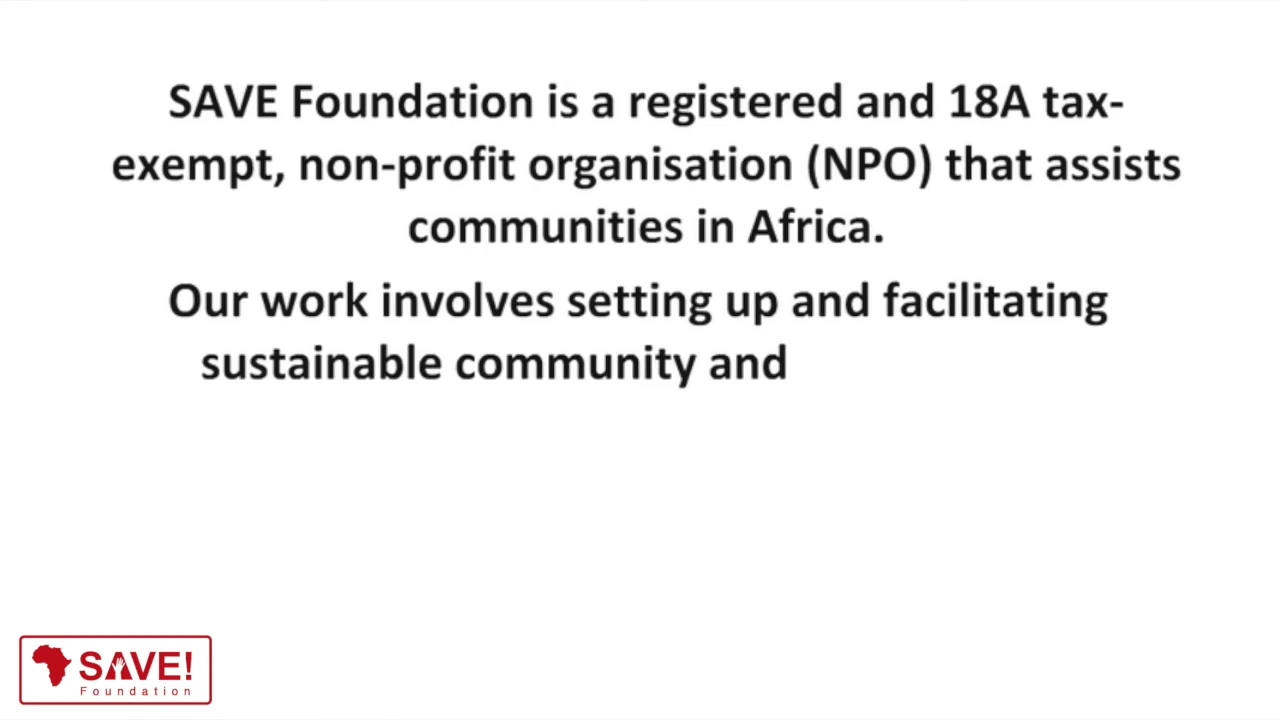 SAVE Foundation is a registered and 18A tax-
exempt, non-profit organisation (NPO) that assists
communities in Africa.
Our work involves setting up and facilitating
sustainable community and
SAVE!
Foundation